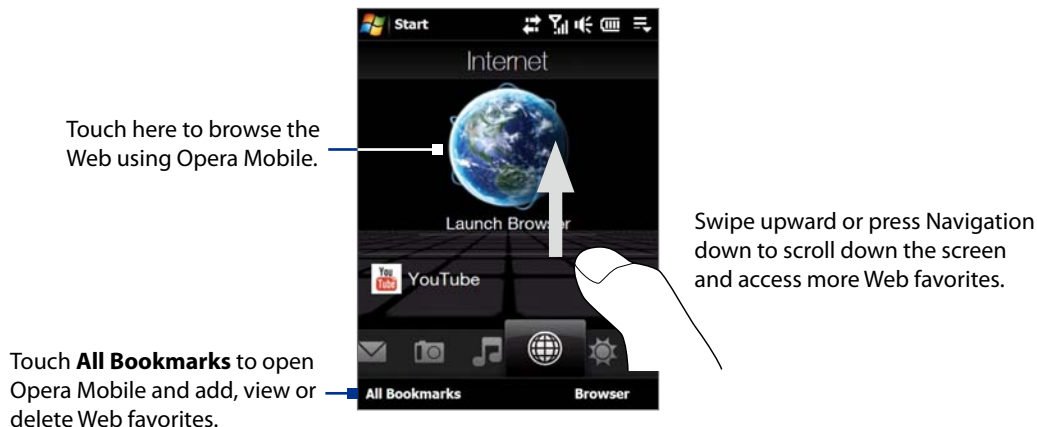 Start
Internet
Touch here to browse the
Web using Opera Mobile.
Launch Browser
Swipe upward or press Navigation
down to scroll down the screen
and access more Web favorites.
You
Tube
YouTube
Touch All Bookmarks to open
Opera Mobile and add, view or
delete Web favorites.
All Bookmarks
Browser